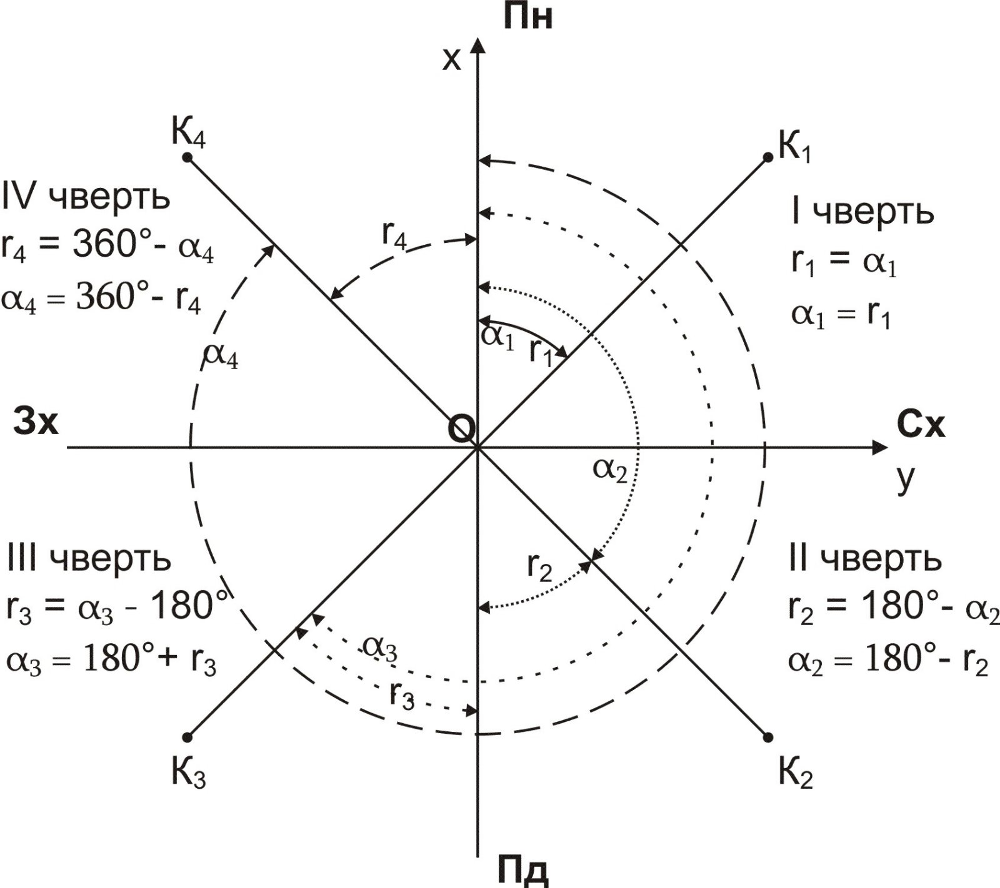 Пн
x
К4
К1
IV чверть
r4 = 360°- α4
α4 = 360°- r4
I чверть
r1 = α1
α1 = r1
r4
α1
r1
α4
Зх
О
Сх
y
α2
r2
III чверть
r3 = α3 - 180°
α3 = 180°+ r3
II чверть
r2 = 180°- α2
α2 = 180°- r2
α3
r3
К3
К2
Пд